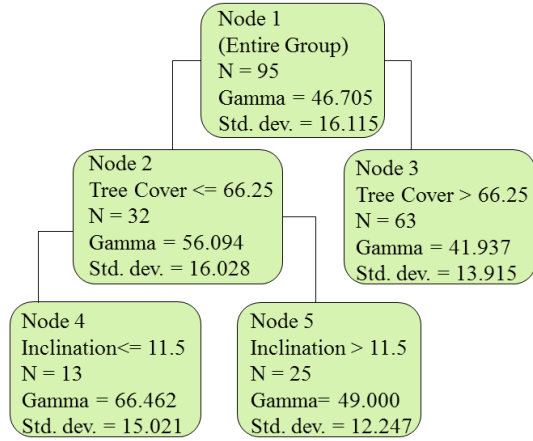 Node 1
(Entire Group)
N = 95
Gamma = 46.705
Std. dev. = 16.115
Node 2
Tree Cover <= 66.25
N = 32
Gamma = 56.094
Std. dev. = 16.028
Node 3
Tree Cover > 66.25
N = 63
Gamma = 41.937
Std. dev. = 13.915
Node 4
Inclination<= 11.5
N = 13
Gamma = 66.462
Std. dev. = 15.021
Node 5
Inclination > 11.5
N = 25
Gamma= 49.000
Std. dev. = 12.247